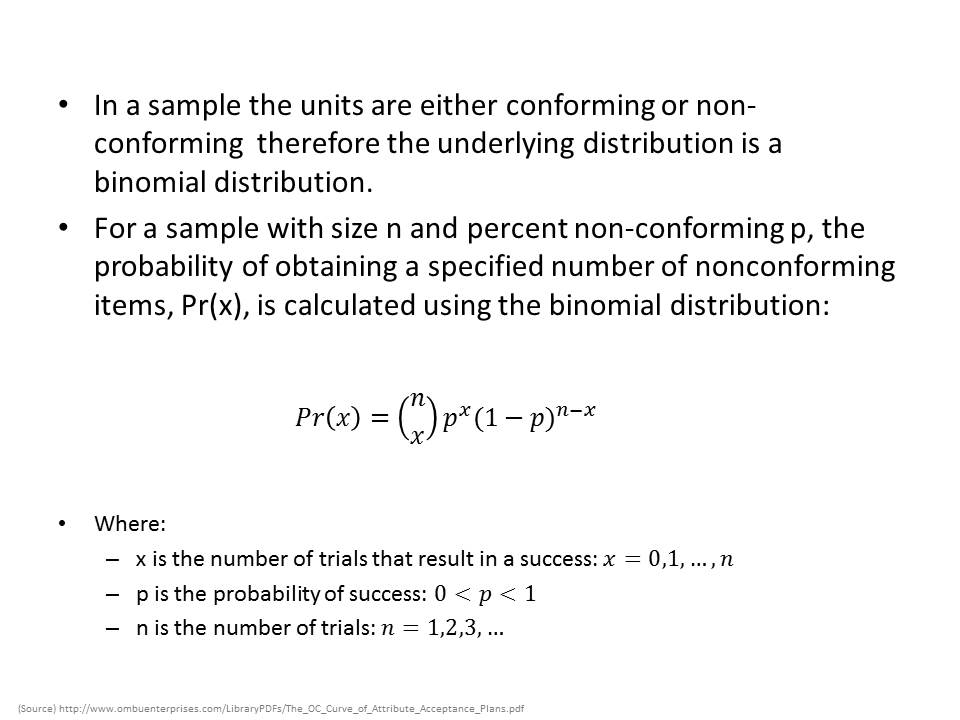 • In a sample the units are either conforming or non-
conforming  therefore the underlying distribution is a
binomial distribution.
• For a sample with size n and percent non-conforming p, the
probability of obtaining a specified number of nonconforming
items, Pr(x), is calculated using the binomial distribution:
𝑃𝑟(𝑥) = (𝑛 𝑥) 𝑝^𝑥 (1 − 𝑝)^{𝑛−𝑥}
• Where:
– x is the number of trials that result in a success: 𝑥 = 0,1, … , 𝑛
– p is the probability of success: 0 < 𝑝 < 1
– n is the number of trials: 𝑛 = 1,2,3, …
(Source) http://www.ombuenterprises.com/LibraryPDFs/The_OC_Curve_of_Attribute_Acceptance_Plans.pdf